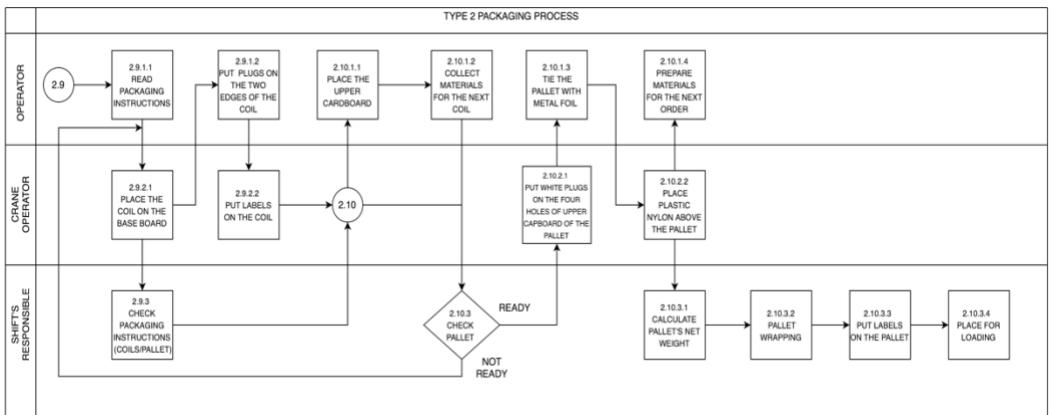 TYPE 2 PACKAGING PROCESS
OPERATOR
2.9
2.9.1.1
READ
PACKAGING
INSTRUCTIONS
2.9.1.2
PUT PLUGS ON
THE TWO
EDGES OF THE
COIL
2.10.1.1
PLACE THE
UPPER
CARDBOARD
2.10.1.2
COLLECT
MATERIALS
FOR THE NEXT
COIL
2.10.1.3
TIE THE
PALLET WITH
METAL FOIL
2.10.1.4
PREPARE
MATERIALS
FOR THE NEXT
ORDER
CRANE
OPERATOR
2.9.2.1
PLACE THE
COIL ON THE
BASE BOARD
2.9.2.2
PUT LABELS
ON THE COIL
2.10
2.10.2.1
PUT WHITE PLUGS
ON THE FOUR
HOLES OF UPPER
CAPBOARD OF THE
PALLET
2.10.2.2
PLACE
PLASTIC
NYLON ABOVE
THE PALLET
SHIFT'S
RESPONSIBLE
2.9.3
CHECK
PACKAGING
INSTRUCTIONS
(COILS/PALLET)
2.10.3
CHECK
PALLET
READY
NOT
READY
2.10.3.1
CALCULATE
PALLET'S NET
WEIGHT
2.10.3.2
PALLET
WRAPPING
2.10.3.3
PUT LABELS
ON THE PALLET
2.10.3.4
PLACE FOR
LOADING